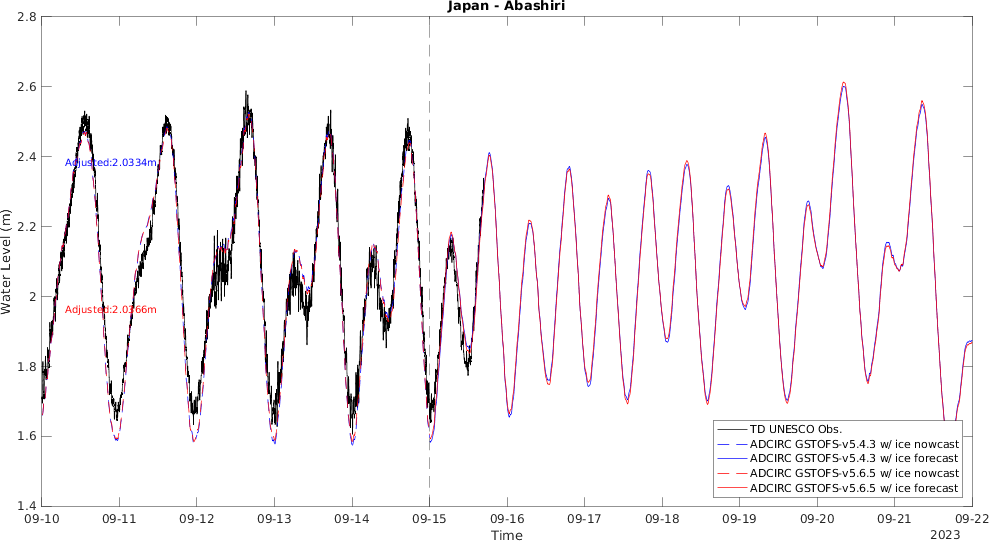 Japan - Abashiri
2.8
2.6
2.4
2.2
2
1.8
1.6
1.4
Water Level (m)
Adjusted:2.0334m
Adjusted:2.0366m
TD UNESCO Obs.
ADCIRC GSTOFS-v5.4.3 w/ ice nowcast
ADCIRC GSTOFS-v5.4.3 w/ ice forecast
ADCIRC GSTOFS-v5.6.5 w/ ice nowcast
ADCIRC GSTOFS-v5.6.5 w/ ice forecast
09-10 09-11 09-12 09-13 09-14 09-15 09-16 09-17 09-18 09-19 09-20 09-21 09-22
Time
2023